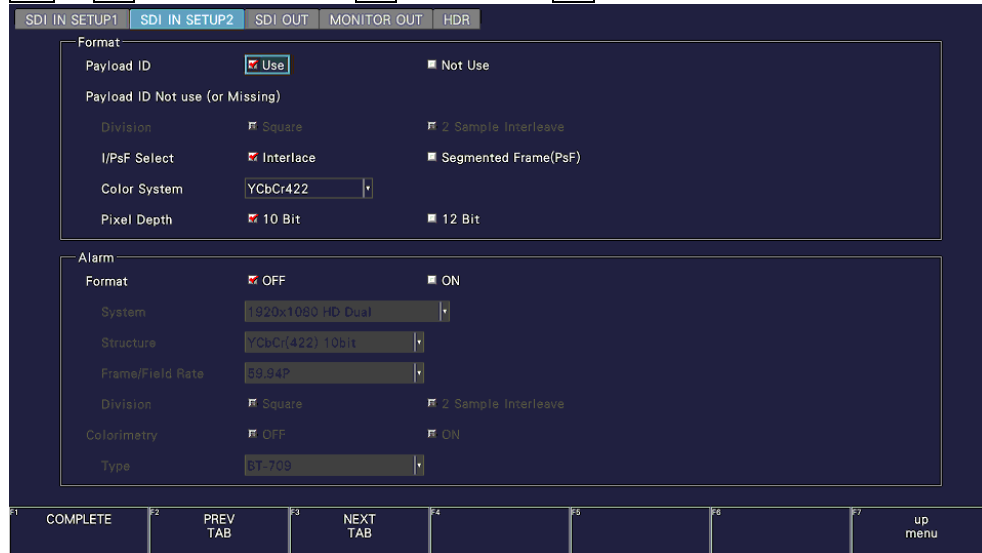 SDI IN SETUP1 SDI IN SETUP2 SDI OUT MONITOR OUT HDR
Format
Payload ID Use Not Use
Payload ID Not use (or Missing)
Division Square 2 Sample Interleave
I/PsF Select Interlace Segmented Frame(PsF)
Color System YCbCr422
Pixel Depth 10 Bit 12 Bit
Alarm
Format OFF ON
System 1920x1080 HD Dual
Structure YCbCr(422) 10bit
Frame/Field Rate 59.94P
Division Square 2 Sample Interleave
Colorimetry OFF ON
Type BT-709
F1 COMPLETE F2 PREV TAB F3 NEXT TAB F4 F5 F6 F7 up menu